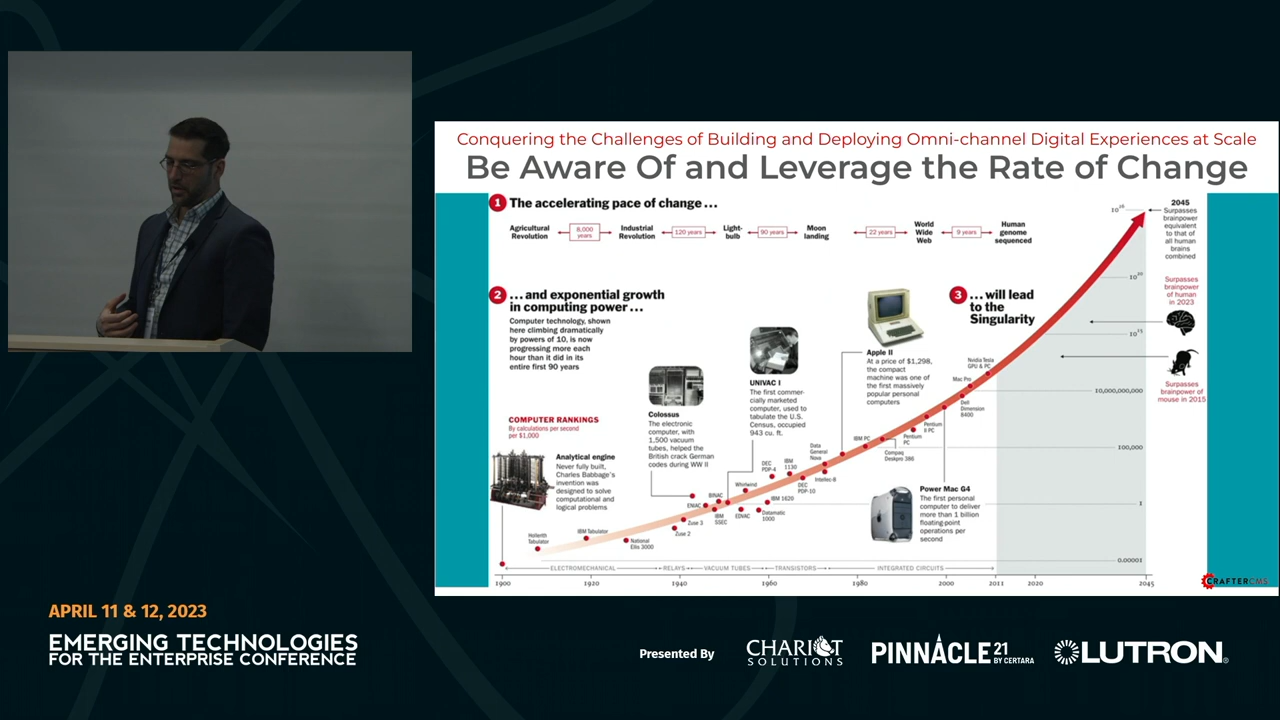 Conquering the Challenges of Building and Deploying Omni-channel Digital Experiences at Scale
Be Aware Of and Leverage the Rate of Change
1 The accelerating pace of change ...
Agricultural
Revolution
8,000
years
Industrial
Revolution
120 years
Light-
bulb
90 years
Moon
landing
22 years
World
Wide
Web
9 years
Human
genome
sequenced
2 ...and exponential growth
in computing power...
Computer technology, shown
here climbing dramatically
by powers of 10, is now
progressing more each
hour than it did in its
entire first 90 years
3 ...will lead
to the
Singularity
2045
Surpasses
brainpower
equivalent
to that of
all human
brains
combined
Surpasses
brainpower
of human
in 2023
Surpasses
brainpower of
mouse in 2015
COMPUTER RANKINGS
By calculations per second
per $1,000
Analytical engine
Never fully built,
Charles Babbage's
invention was
designed to solve
computational and
logical problems
Colossus
The electronic
computer, with
1,500 vacuum
tubes, helped the
British crack German
codes during WW II
UNIVAC I
The first commer-
cially marketed
computer, used to
tabulate the U.S.
Census, occupied
943 cu. ft.
Apple II
At a price of $1,298,
the compact
machine was one of
the first massively
popular personal
computers
Power Mac G4
The first personal
computer to deliver
more than 1 billion
floating-point
operations per
second
Hollerith
Tabulator
IBM Tabulator
National
Ellis 3000
Zuse 2
Zuse 3
ENIAC
BINAC
IBM
SSEC
Whirlwind
EDVAC
Datamatic
1000
IBM 1620
DEC
PDP-4
IBM
1130
DEC
PDP-10
Data
General
Nova
Intellec-8
IBM PC
Compaq
Deskpro 386
Pentium
PC
Pentium
II PC
Dell
Dimension
8400
Mac Pro
Nvidia Tesla
GPU & PC
10,000,000,000
100,000
1
0.00001
ELECTROMECHANICAL
RELAYS
VACUUM TUBES
TRANSISTORS
INTEGRATED CIRCUITS
1900 1920 1940 1960 1980 2000 2011 2020 2045
CRAFTERCMS
APRIL 11 & 12, 2023
EMERGING TECHNOLOGIES
FOR THE ENTERPRISE CONFERENCE
Presented By
CHARIOT
SOLUTIONS
PINNACLE 21
BY CERTARA
LUTRON®